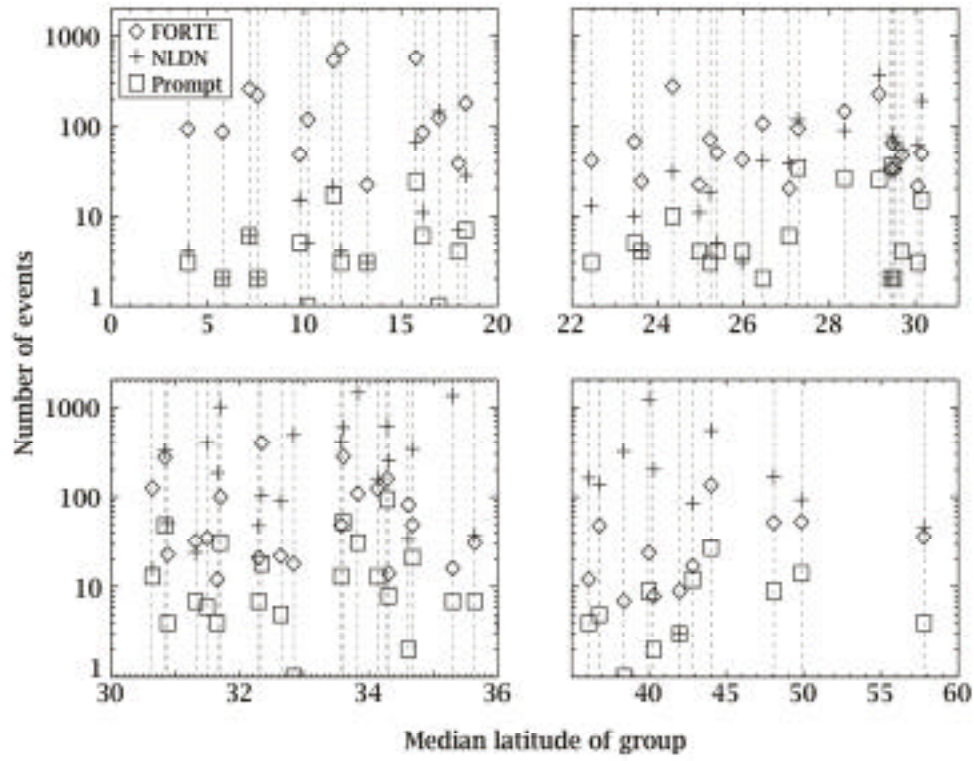 1000
100
10
1
FORTE
NLDN
Prompt
0 5 10 15 20
22 24 26 28 30
Number of events
1000
100
10
1
30 32 34 36
40 45 50 55 60
Median latitude of group